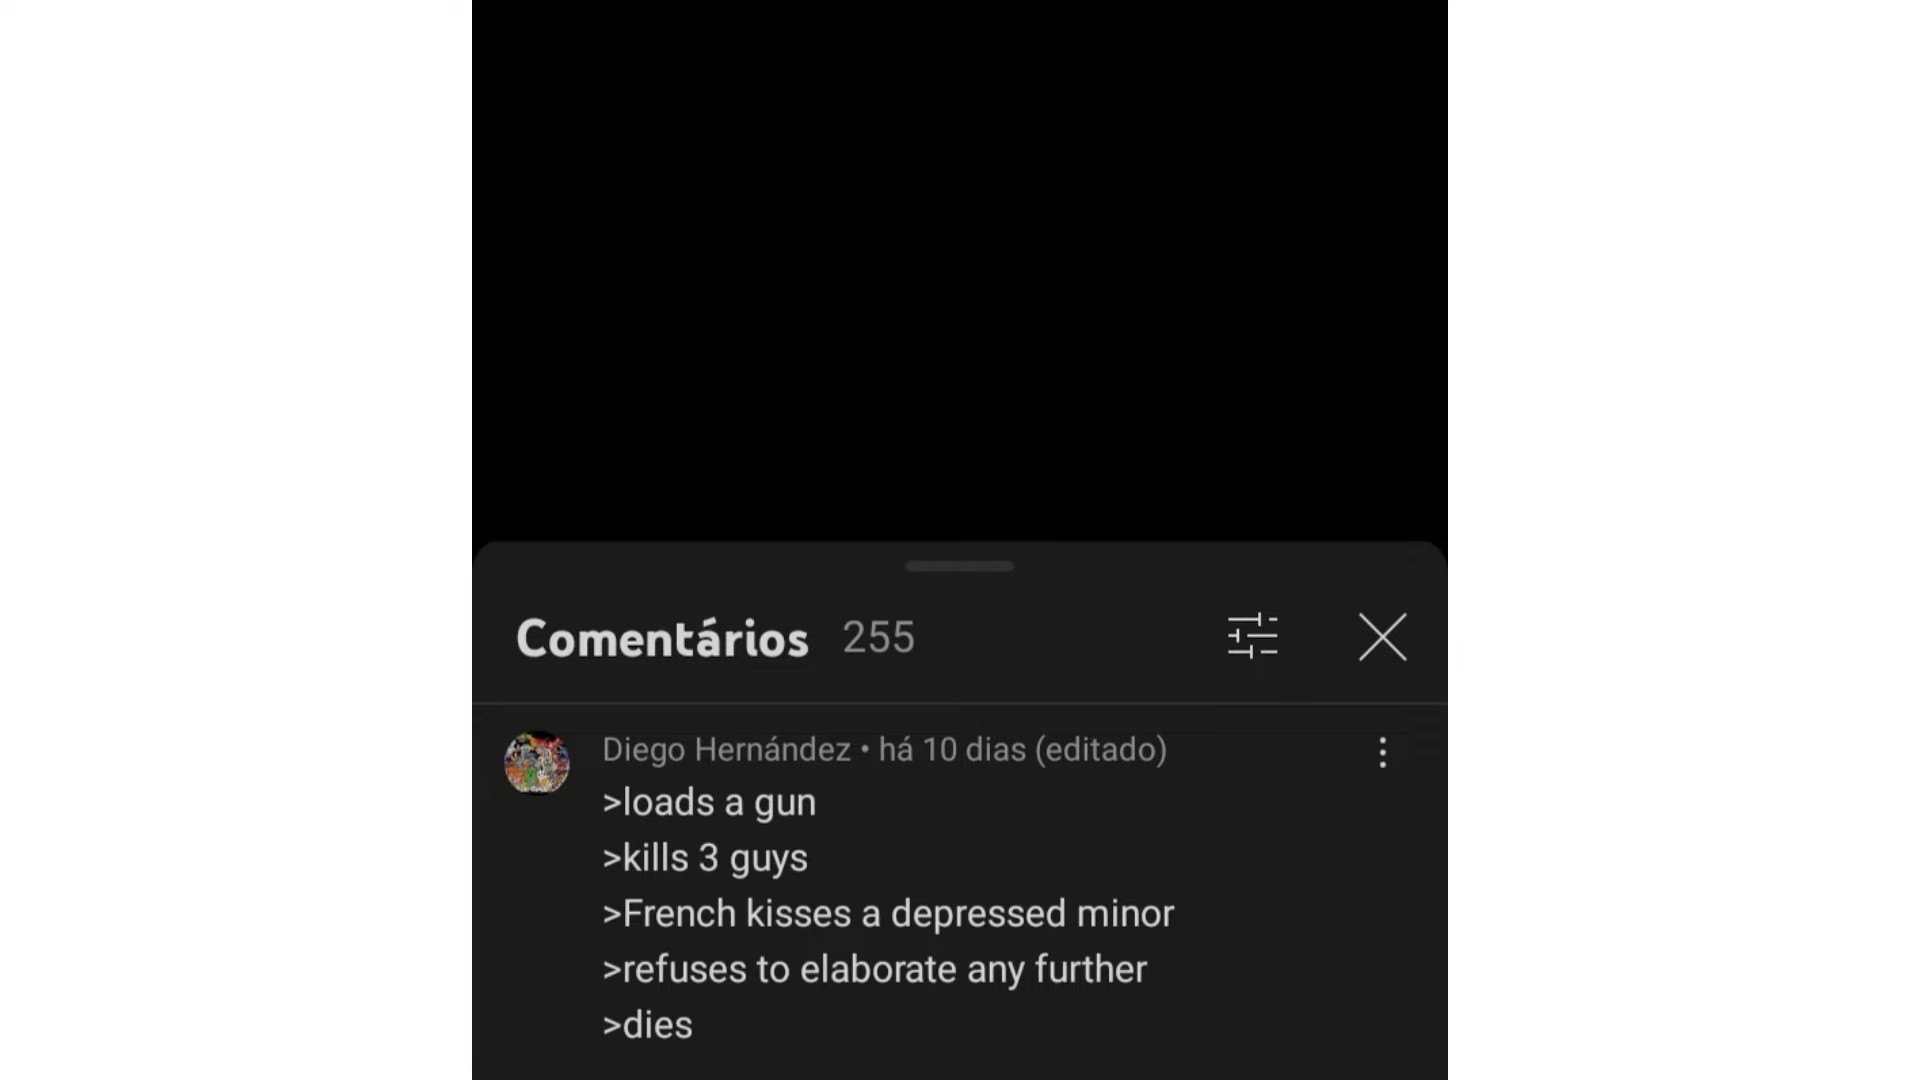 Comentários 255
Diego Hernández • há 10 dias (editado)
>loads a gun
>kills 3 guys
>French kisses a depressed minor
>refuses to elaborate any further
>dies